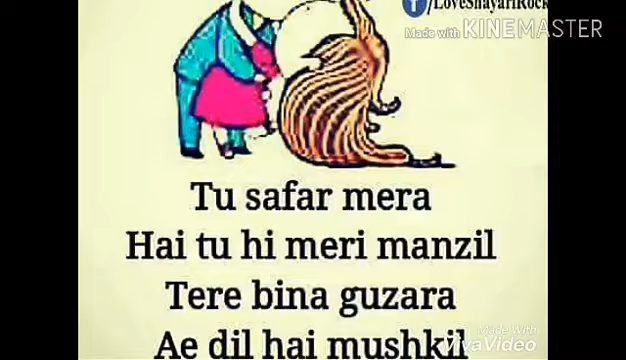 /LoveShayariRock
Made with KINEMASTER
Tu safar mera
Hai tu hi meri manzil
Tere bina guzara
Ae dil hai mushkil
Made With
VivaVideo